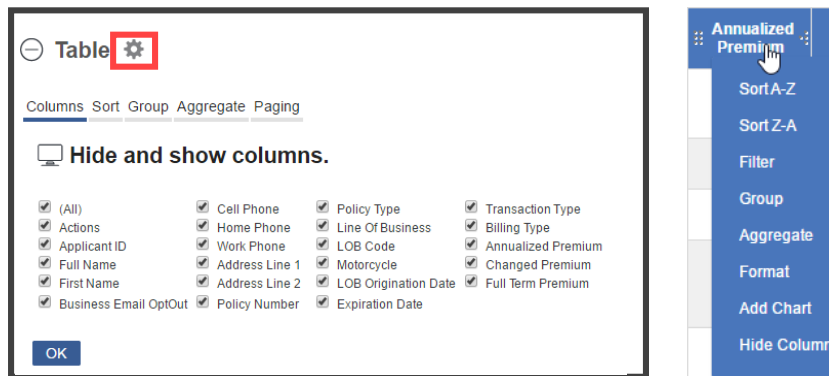 Table
Columns Sort Group Aggregate Paging
Hide and show columns.
(All) Cell Phone Policy Type Transaction Type
Actions Home Phone Line Of Business Billing Type
Applicant ID Work Phone LOB Code Annualized Premium
Full Name Address Line 1 Motorcycle Changed Premium
First Name Address Line 2 LOB Origination Date Full Term Premium
Business Email OptOut Policy Number Expiration Date
OK
Annualized
Premium
Sort A-Z
Sort Z-A
Filter
Group
Aggregate
Format
Add Chart
Hide Column